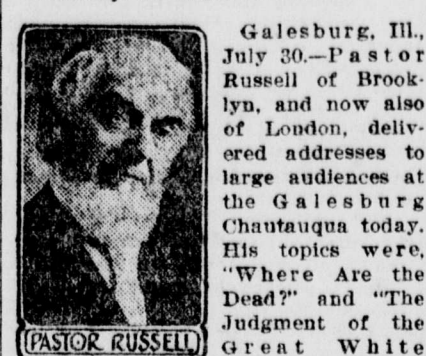 Galesburg, Ill.,
July 30.—Pastor
Russell of Brook-
lyn, and now also
of London, deliv-
ered addresses to
large audiences at
the Galesburg
Chautauqua today.
His topics were,
"Where Are the
Dead?" and "The
Judgment of the
Great White
PASTOR RUSSELL